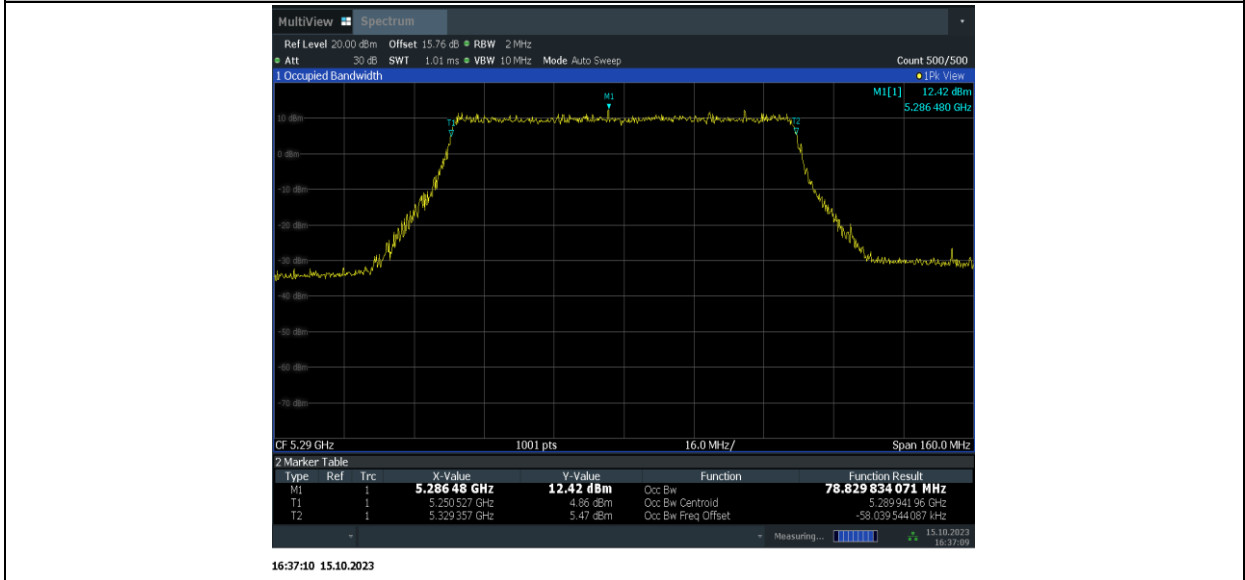 MultiView Spectrum
Ref Level 20.00 dBm Offset 15.76 dB RBW 2 MHz
Att 30 dB SWT 1.01 ms VBW 10 MHz Mode Auto Sweep Count 500/500
1 Occupied Bandwidth 1Pk View
M1[1] 12.42 dBm
5.286 480 GHz
M1
10 dBm
T1
T2
0 dBm
-10 dBm
-20 dBm
-30 dBm
-40 dBm
-50 dBm
-60 dBm
-70 dBm
CF 5.29 GHz 1001 pts 16.0 MHz/ Span 160.0 MHz
2 Marker Table
Type Ref Trc X-Value Y-Value Function Function Result
M1 1 5.286 48 GHz 12.42 dBm Occ Bw 78.829 834 071 MHz
T1 1 5.250 527 GHz 4.86 dBm Occ Bw Centroid 5.289 941 96 GHz
T2 1 5.329 357 GHz 5.47 dBm Occ Bw Freq Offset -58.039 544 087 kHz
Measuring... 15.10.2023
16:37:09
16:37:10 15.10.2023